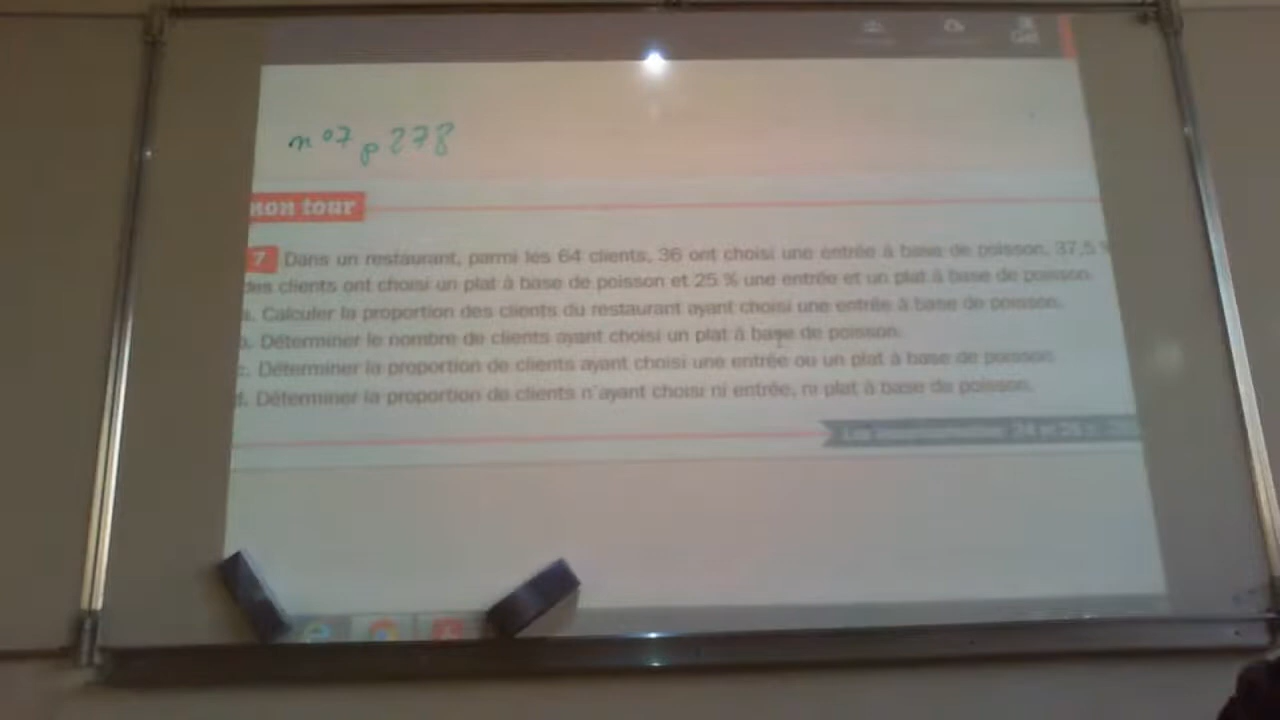 n°7 p 278
mon tour
7 Dans un restaurant, parmi les 64 clients, 36 ont choisi une entrée à base de poisson, 37,5 %
des clients ont choisi un plat à base de poisson et 25 % une entrée et un plat à base de poisson.
a. Calculer la proportion des clients du restaurant ayant choisi une entrée à base de poisson.
b. Déterminer le nombre de clients ayant choisi un plat à base de poisson.
c. Déterminer la proportion de clients ayant choisi une entrée ou un plat à base de poisson.
d. Déterminer la proportion de clients n'ayant choisi ni entrée, ni plat à base de poisson.
24 et